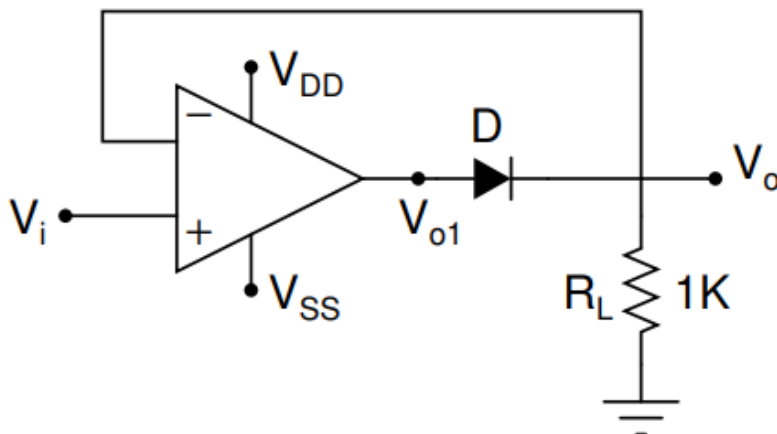 −
V_DD
D
V_o
V_i
+
V_o1
V_SS
R_L 1K